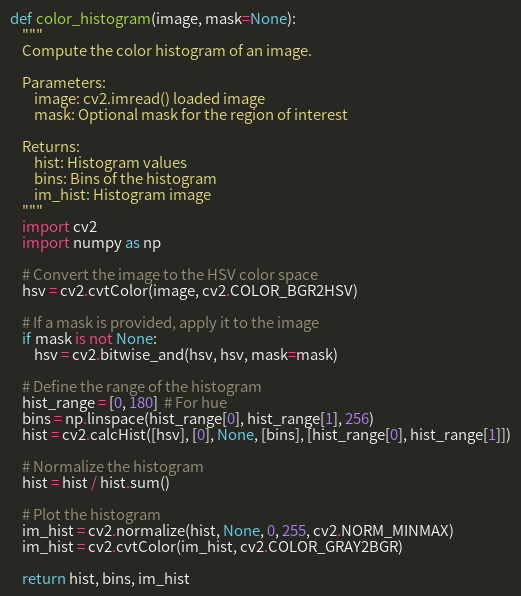 def color_histogram(image, mask=None):
    """
    Compute the color histogram of an image.

    Parameters:
        image: cv2.imread() loaded image
        mask: Optional mask for the region of interest

    Returns:
        hist: Histogram values
        bins: Bins of the histogram
        im_hist: Histogram image
    """
    import cv2
    import numpy as np

    # Convert the image to the HSV color space
    hsv = cv2.cvtColor(image, cv2.COLOR_BGR2HSV)

    # If a mask is provided, apply it to the image
    if mask is not None:
        hsv = cv2.bitwise_and(hsv, hsv, mask=mask)

    # Define the range of the histogram
    hist_range = [0, 180]  # For hue
    bins = np.linspace(hist_range[0], hist_range[1], 256)
    hist = cv2.calcHist([hsv], [0], None, [bins], [hist_range[0], hist_range[1]])

    # Normalize the histogram
    hist = hist / hist.sum()

    # Plot the histogram
    im_hist = cv2.normalize(hist, None, 0, 255, cv2.NORM_MINMAX)
    im_hist = cv2.cvtColor(im_hist, cv2.COLOR_GRAY2BGR)

    return hist, bins, im_hist